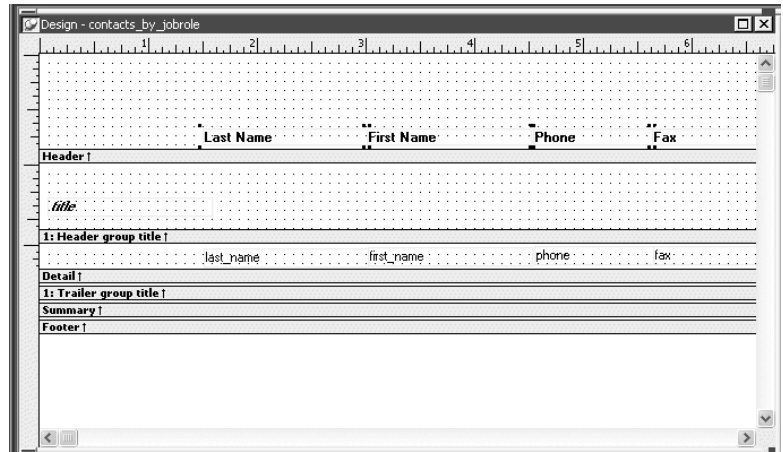 Design - contacts_by_jobrole
1 2 3 4 5 6
Last Name First Name Phone Fax
Header ↑
title
1: Header group title ↑
last_name first_name phone fax
Detail ↑
1: Trailer group title ↑
Summary ↑
Footer ↑